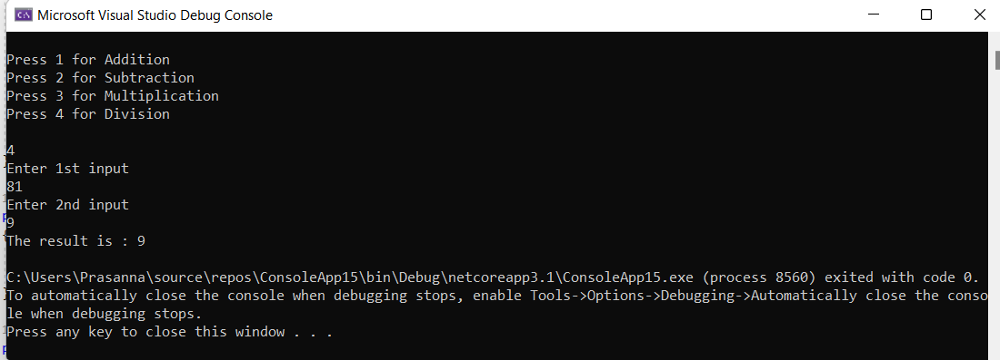 Microsoft Visual Studio Debug Console
Press 1 for Addition
Press 2 for Subtraction
Press 3 for Multiplication
Press 4 for Division
4
Enter 1st input
81
Enter 2nd input
9
The result is : 9
C:\Users\Prasanna\source\repos\ConsoleApp15\bin\Debug\netcoreapp3.1\ConsoleApp15.exe (process 8560) exited with code 0.
To automatically close the console when debugging stops, enable Tools->Options->Debugging->Automatically close the conso
le when debugging stops.
Press any key to close this window . . .